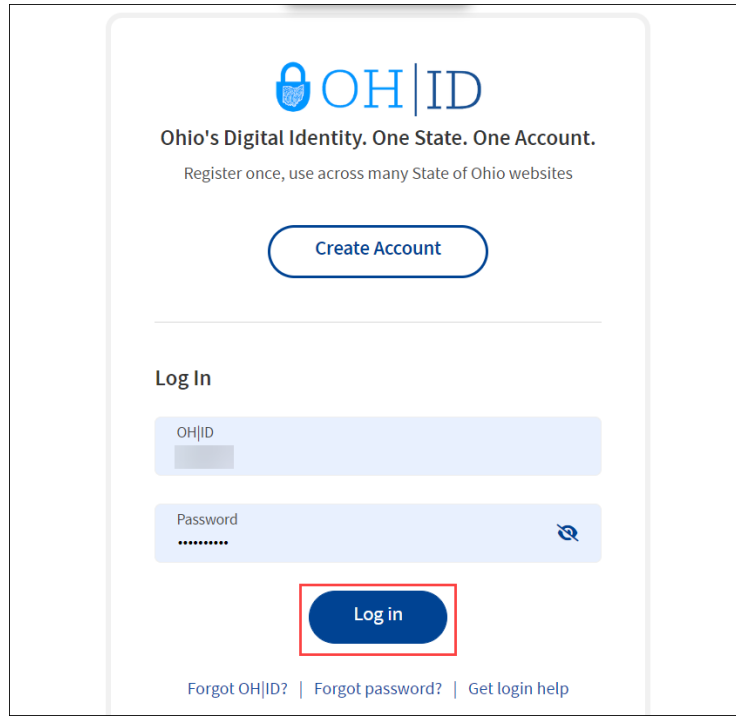 OH|ID
Ohio's Digital Identity. One State. One Account.
Register once, use across many State of Ohio websites
Create Account
Log In
OH|ID
Password
••••••••••
Log in
Forgot OH|ID? | Forgot password? | Get login help